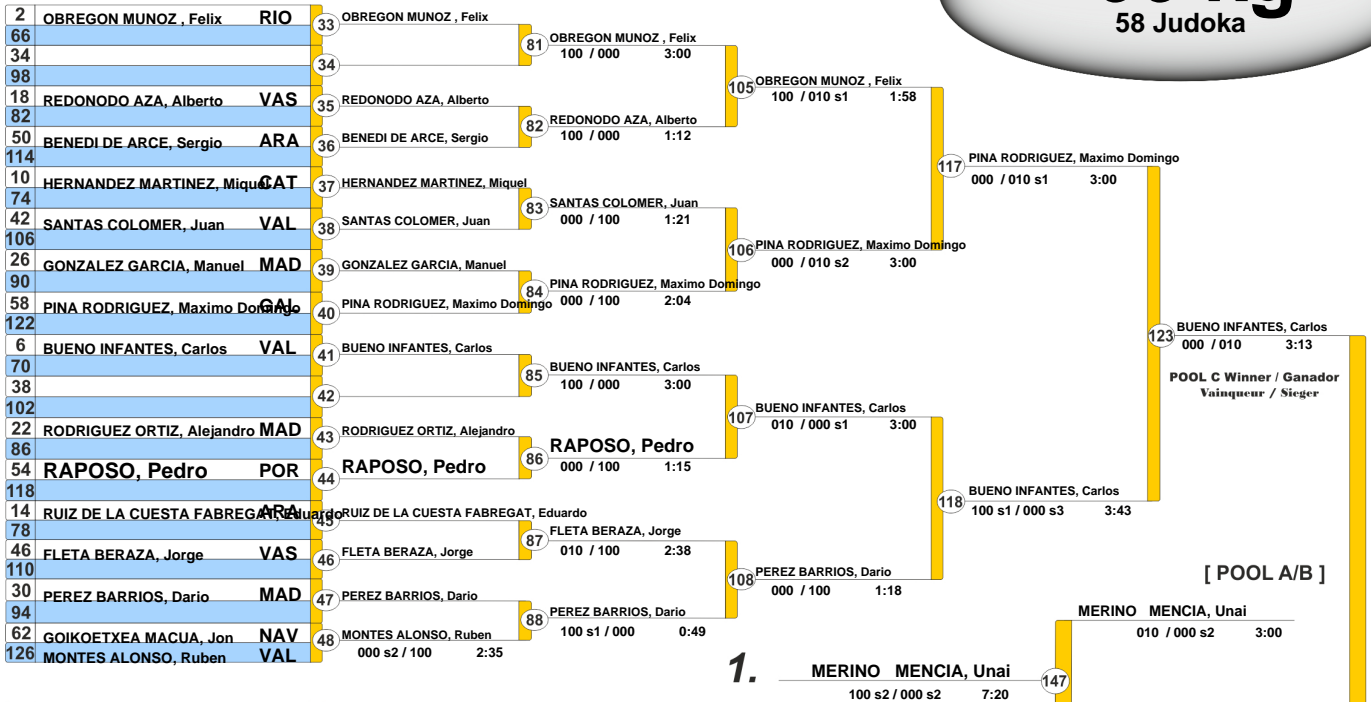 58 Judoka
2 OBREGON MUNOZ , Felix RIO
66
34
98
18 REDONODO AZA, Alberto VAS
82
50 BENEDI DE ARCE, Sergio ARA
114
10 HERNANDEZ MARTINEZ, Miquel CAT
74
42 SANTAS COLOMER, Juan VAL
106
26 GONZALEZ GARCIA, Manuel MAD
90
58 PINA RODRIGUEZ, Maximo Domingo GAL
122
6 BUENO INFANTES, Carlos VAL
70
38
102
22 RODRIGUEZ ORTIZ, Alejandro MAD
86
54 RAPOSO, Pedro POR
118
14 RUIZ DE LA CUESTA FABREGAT, Eduardo ARA
78
46 FLETA BERAZA, Jorge VAS
110
30 PEREZ BARRIOS, Dario MAD
94
62 GOIKOETXEA MACUA, Jon NAV
126 MONTES ALONSO, Ruben VAL
33 OBREGON MUNOZ , Felix
34
35 REDONODO AZA, Alberto
36 BENEDI DE ARCE, Sergio
37 HERNANDEZ MARTINEZ, Miquel
38 SANTAS COLOMER, Juan
39 GONZALEZ GARCIA, Manuel
40 PINA RODRIGUEZ, Maximo Domingo
41 BUENO INFANTES, Carlos
42
43 RODRIGUEZ ORTIZ, Alejandro
44 RAPOSO, Pedro
45 RUIZ DE LA CUESTA FABREGAT, Eduardo
46 FLETA BERAZA, Jorge
47 PEREZ BARRIOS, Dario
48 MONTES ALONSO, Ruben
000 s2 / 100 2:35
81 OBREGON MUNOZ , Felix
100 / 000 3:00
82 REDONODO AZA, Alberto
100 / 000 1:12
83 SANTAS COLOMER, Juan
000 / 100 1:21
84 PINA RODRIGUEZ, Maximo Domingo
000 / 100 2:04
85 BUENO INFANTES, Carlos
100 / 000 3:00
86 RAPOSO, Pedro
000 / 100 1:15
87 FLETA BERAZA, Jorge
010 / 100 2:38
88 PEREZ BARRIOS, Dario
100 s1 / 000 0:49
105 OBREGON MUNOZ , Felix
100 / 010 s1 1:58
106 PINA RODRIGUEZ, Maximo Domingo
000 / 010 s2 3:00
107 BUENO INFANTES, Carlos
010 / 000 s1 3:00
108 PEREZ BARRIOS, Dario
000 / 100 1:18
117 PINA RODRIGUEZ, Maximo Domingo
000 / 010 s1 3:00
118 BUENO INFANTES, Carlos
100 s1 / 000 s3 3:43
123 BUENO INFANTES, Carlos
000 / 010 3:13
POOL C Winner / Ganador
Vainqueur / Sieger
[ POOL A/B ]
MERINO MENCIA, Unai
010 / 000 s2 3:00
1. MERINO MENCIA, Unai 147
100 s2 / 000 s2 7:20